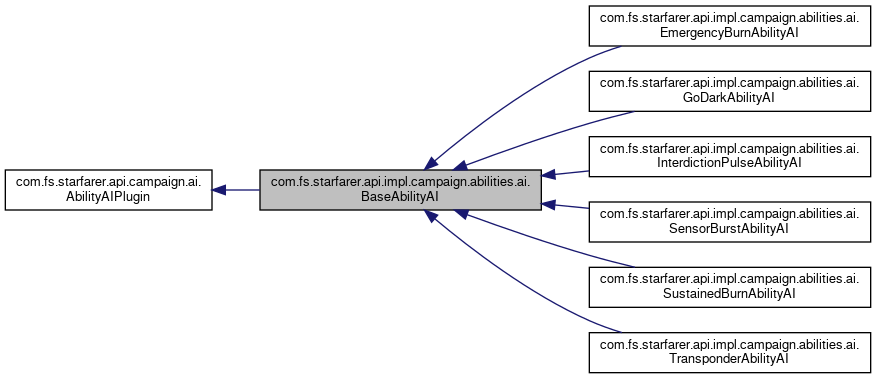 com.fs.starfarer.api.campaign.ai.
AbilityAIPlugin
com.fs.starfarer.api.impl.campaign.abilities.ai.
BaseAbilityAI
com.fs.starfarer.api.impl.campaign.abilities.ai.
EmergencyBurnAbilityAI
com.fs.starfarer.api.impl.campaign.abilities.ai.
GoDarkAbilityAI
com.fs.starfarer.api.impl.campaign.abilities.ai.
InterdictionPulseAbilityAI
com.fs.starfarer.api.impl.campaign.abilities.ai.
SensorBurstAbilityAI
com.fs.starfarer.api.impl.campaign.abilities.ai.
SustainedBurnAbilityAI
com.fs.starfarer.api.impl.campaign.abilities.ai.
TransponderAbilityAI